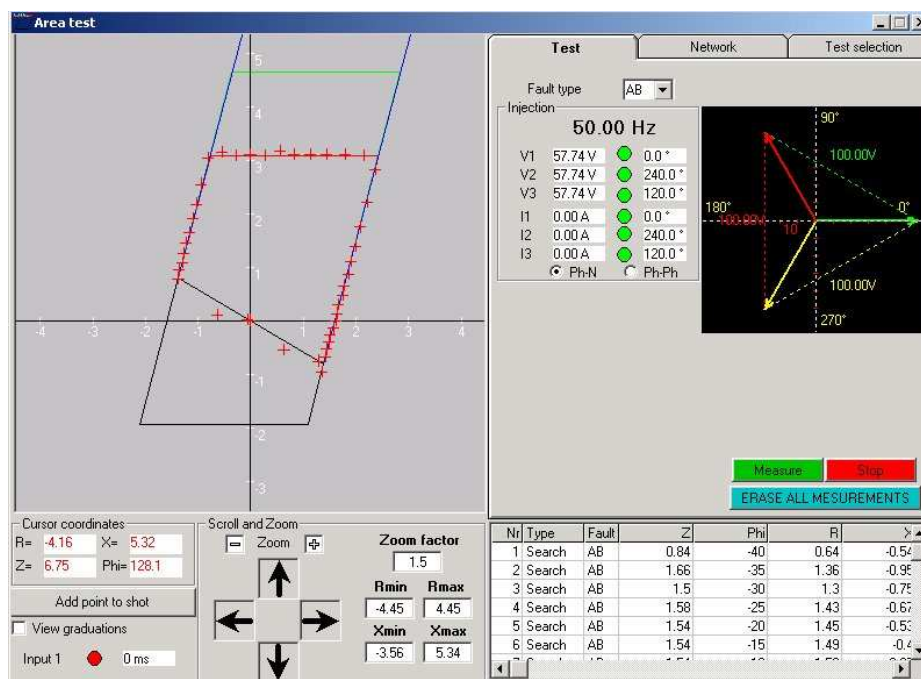 Area test
5
4
3
2
1
-4 -3 -2 -1 1 2 3 4
-1
-2
-3
Test Network Test selection
Fault type AB
Injection
50.00 Hz
V1 57.74 V 0.0 °
V2 57.74 V 240.0 °
V3 57.74 V 120.0 °
I1 0.00 A 0.0 °
I2 0.00 A 240.0 °
I3 0.00 A 120.0 °
Ph-N Ph-Ph
90°
100.00V
180° 0°
100.00V 10
100.00V
270°
Measure Stop
ERASE ALL MESUREMENTS
Cursor coordinates
R= -4.16 X= 5.32
Z= 6.75 Phi= 128.1
Add point to shot
View graduations
Input 1 0 ms
Scroll and Zoom
Zoom
Zoom factor
1.5
Rmin Rmax
-4.45 4.45
Xmin Xmax
-3.56 5.34
Nr Type Fault Z Phi R X
1 Search AB 0.84 -40 0.64 -0.54
2 Search AB 1.66 -35 1.36 -0.95
3 Search AB 1.5 -30 1.3 -0.75
4 Search AB 1.58 -25 1.43 -0.67
5 Search AB 1.54 -20 1.45 -0.53
6 Search AB 1.54 -15 1.49 -0.4